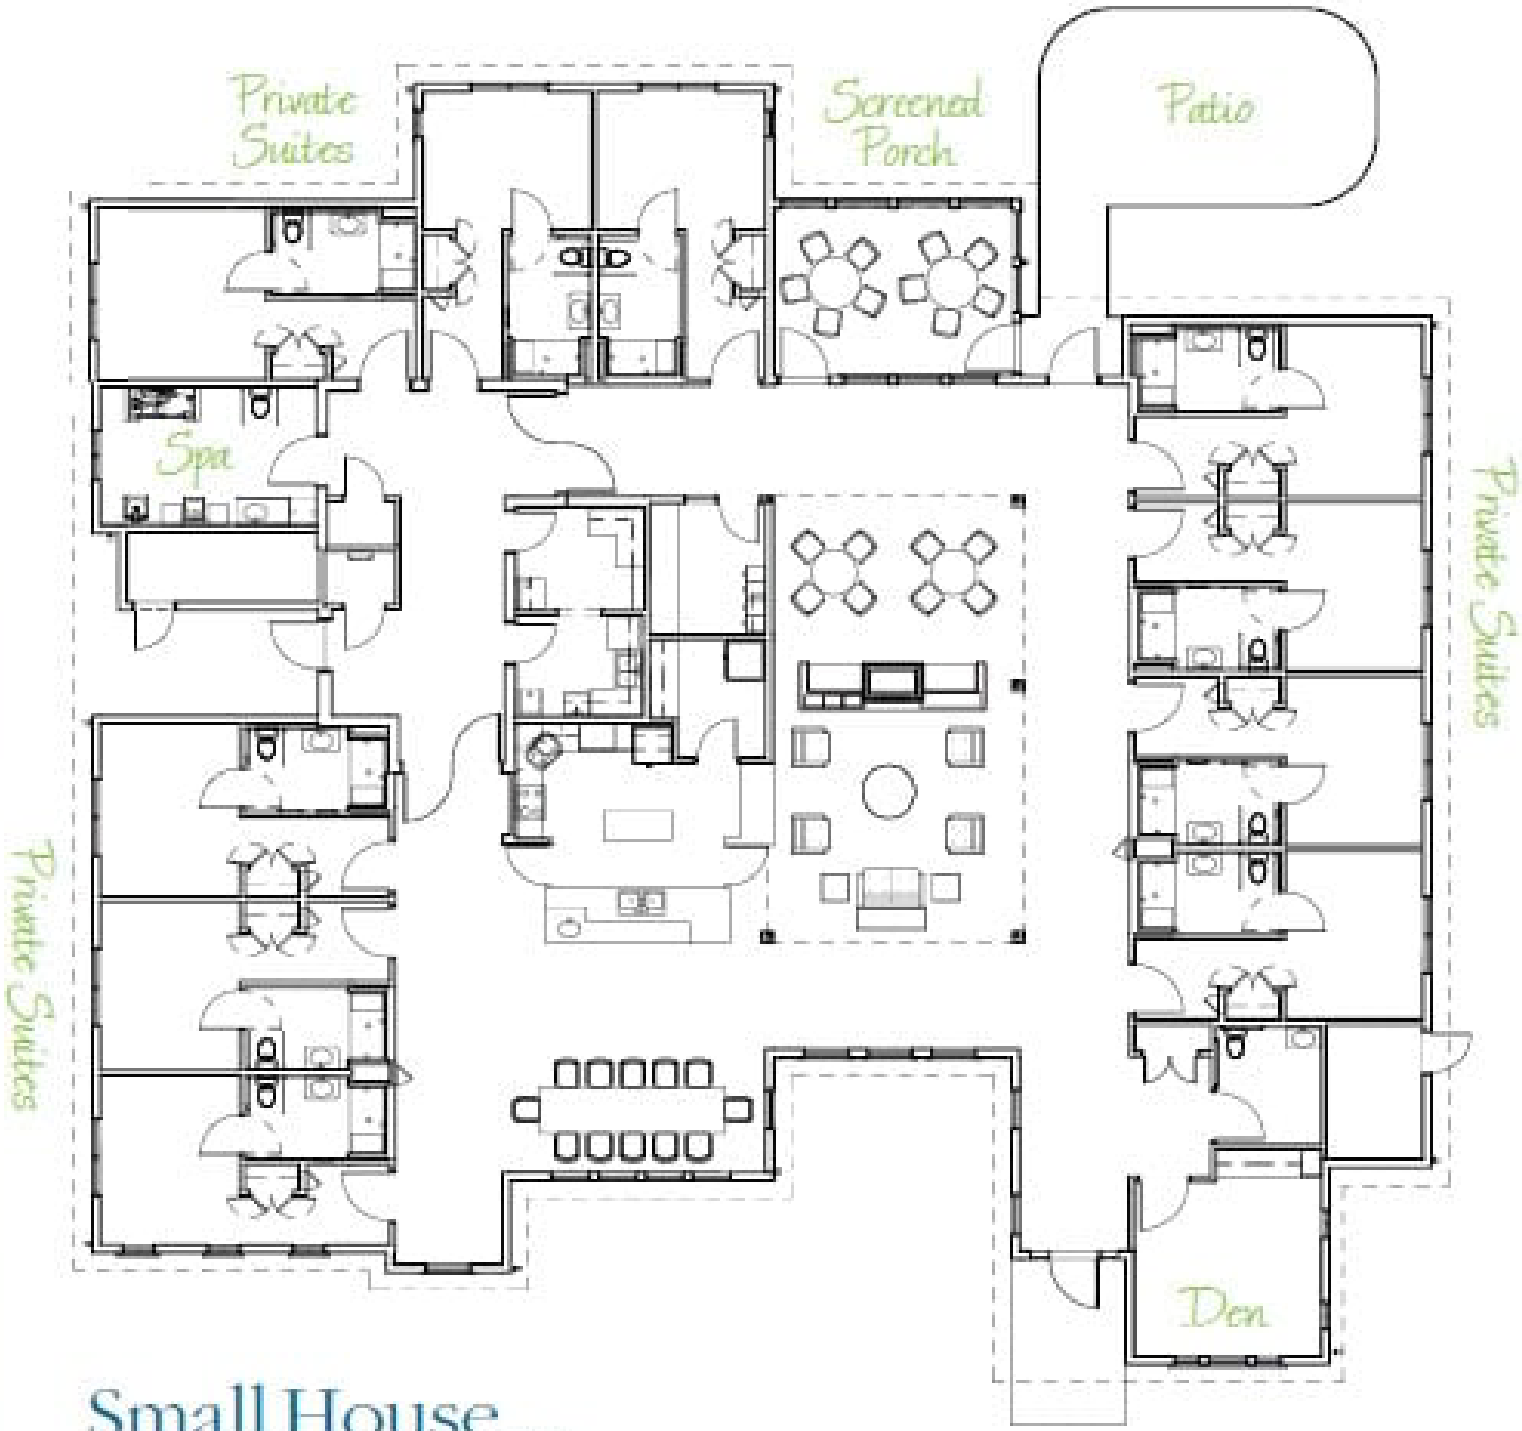 Private
Suites
Screened
Porch
Patio
Spa
Private Suites
Private Suites
Den
Small House